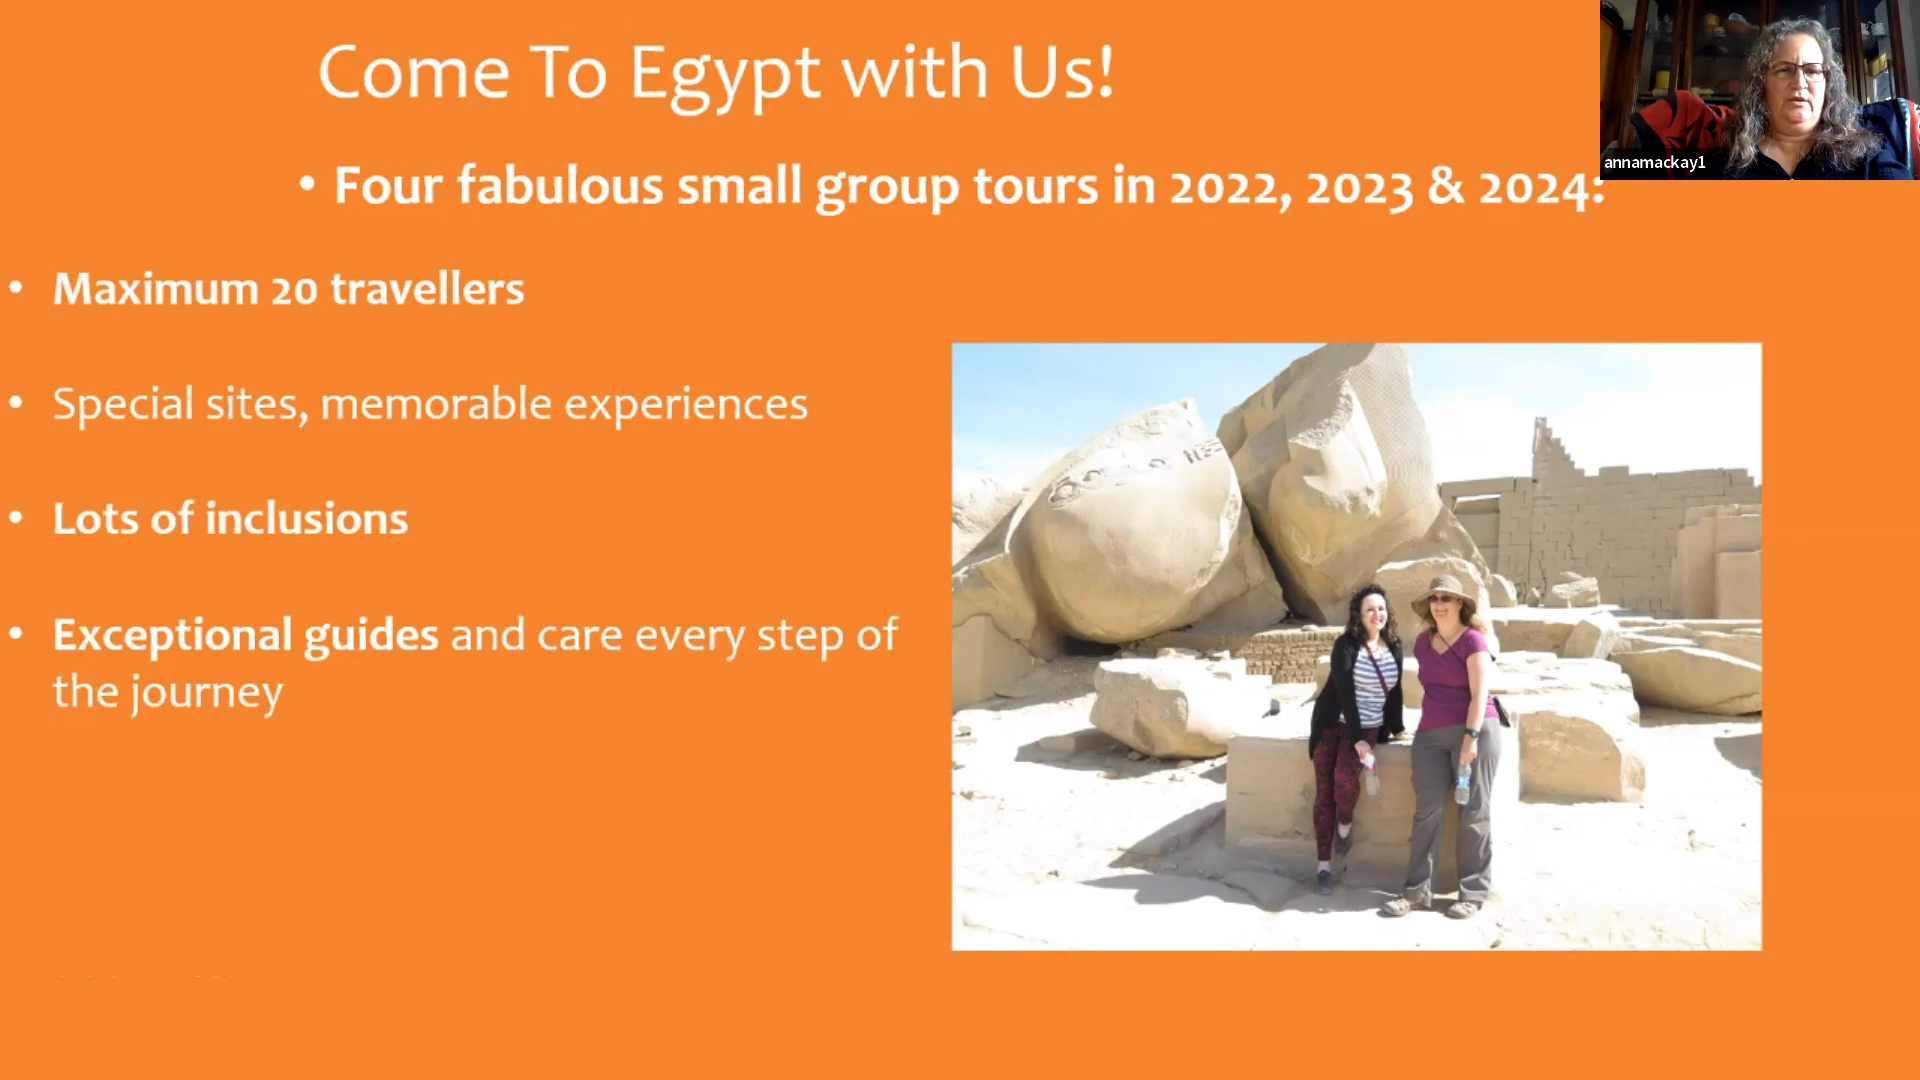 Come To Egypt with Us!
annamackay1
• Four fabulous small group tours in 2022, 2023 & 2024:
• Maximum 20 travellers
• Special sites, memorable experiences
• Lots of inclusions
• Exceptional guides and care every step of
the journey